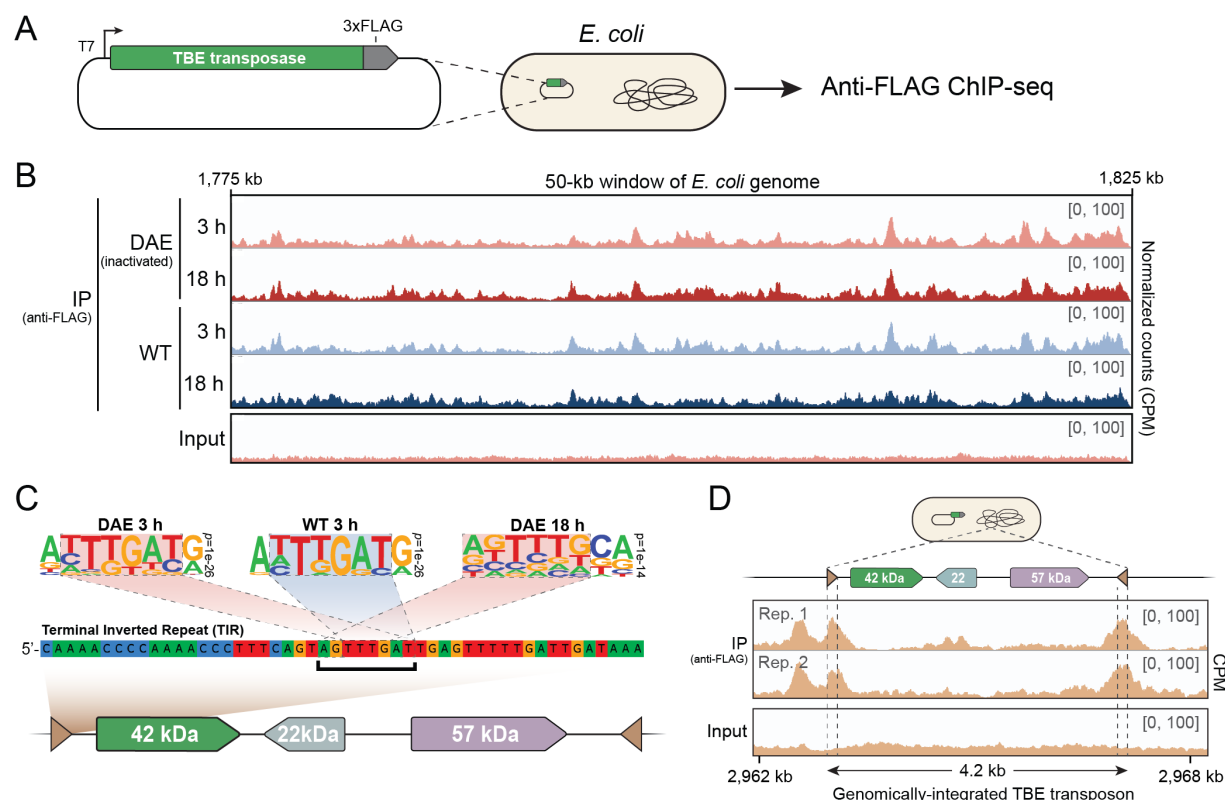 A
T7
3xFLAG
TBE transposase
E. coli
Anti-FLAG ChIP-seq
B
1,775 kb
50-kb window of E. coli genome
1,825 kb
IP
(anti-FLAG)
DAE
(inactivated)
3 h
[0, 100]
18 h
[0, 100]
WT
3 h
[0, 100]
18 h
[0, 100]
Input
[0, 100]
Normalized counts (CPM)
C
DAE 3 h
WT 3 h
DAE 18 h
ATTTGATG
p=1e-26
ATTTGATG
p=1e-26
AGTTTGCA
p=1e-14
Terminal Inverted Repeat (TIR)
5'-CAAAACCCCAAAACCCTTTCAGTAGTTTGATTGAGTTTTTGATTGATAAA
42 kDa
22kDa
57 kDa
D
42 kDa
22
57 kDa
IP
(anti-FLAG)
Rep. 1
[0, 100]
Rep. 2
[0, 100]
CPM
Input
[0, 100]
2,962 kb
4.2 kb
2,968 kb
Genomically-integrated TBE transposon